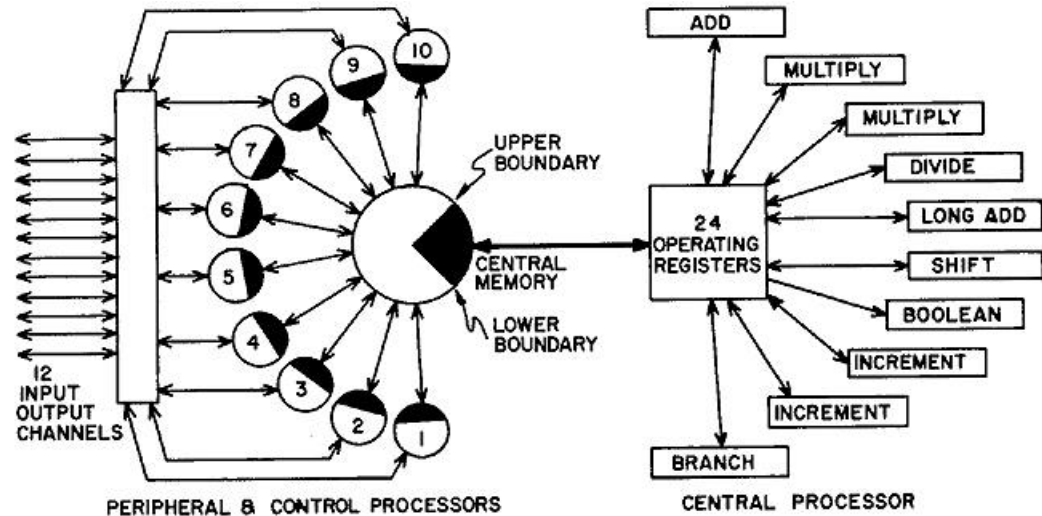 10
9
8
7
6
5
4
3
2
1
12
INPUT
OUTPUT
CHANNELS
UPPER
BOUNDARY
CENTRAL
MEMORY
LOWER
BOUNDARY
PERIPHERAL & CONTROL PROCESSORS
ADD
MULTIPLY
MULTIPLY
DIVIDE
LONG ADD
SHIFT
BOOLEAN
INCREMENT
INCREMENT
BRANCH
24
OPERATING
REGISTERS
CENTRAL PROCESSOR